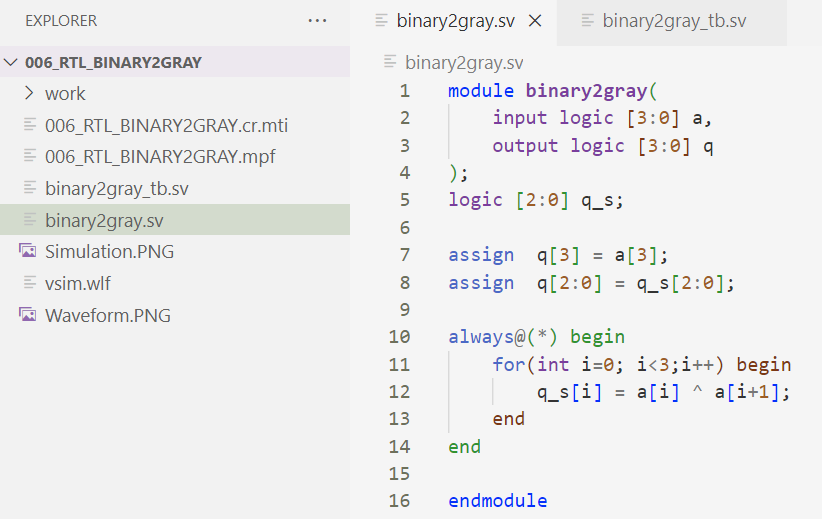 EXPLORER
···
006_RTL_BINARY2GRAY
work
006_RTL_BINARY2GRAY.cr.mti
006_RTL_BINARY2GRAY.mpf
binary2gray_tb.sv
binary2gray.sv
Simulation.PNG
vsim.wlf
Waveform.PNG
binary2gray.sv
binary2gray_tb.sv
binary2gray.sv
1 module binary2gray(
2     input logic [3:0] a,
3     output logic [3:0] q
4 );
5 logic [2:0] q_s;
6
7 assign  q[3] = a[3];
8 assign  q[2:0] = q_s[2:0];
9
10 always@(*) begin
11     for(int i=0; i<3;i++) begin
12         q_s[i] = a[i] ^ a[i+1];
13     end
14 end
15
16 endmodule